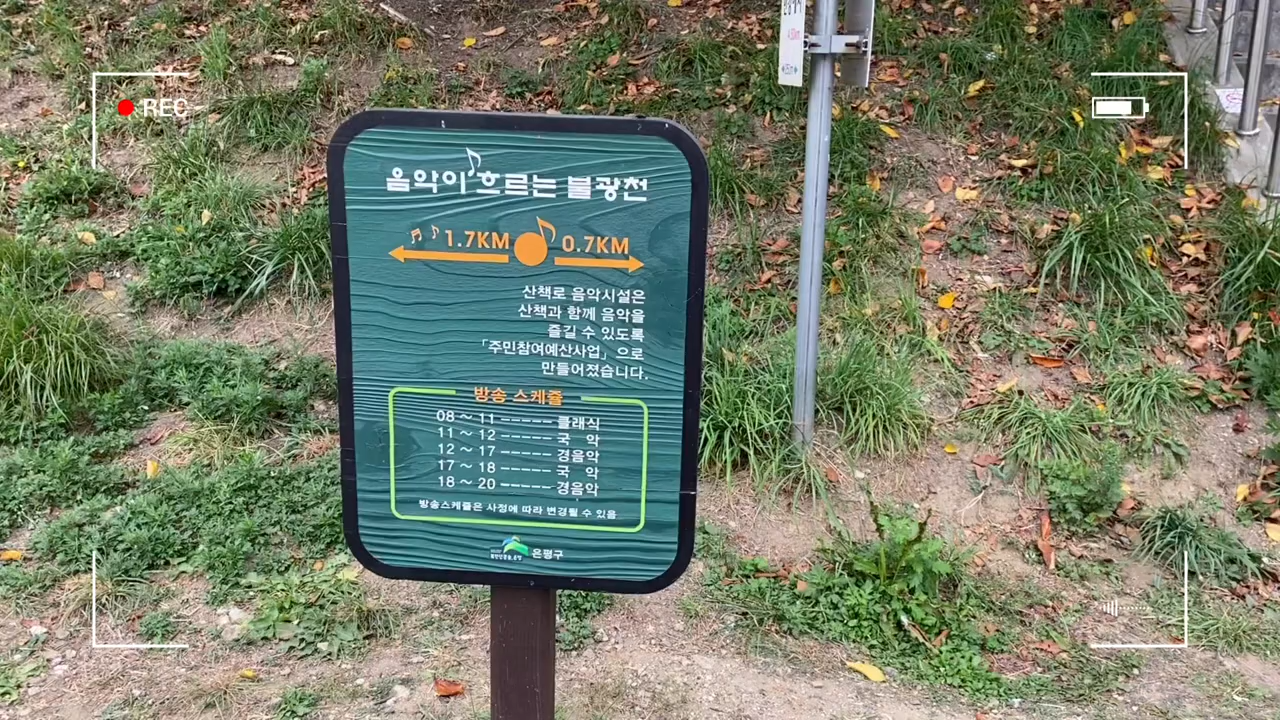 REC
음악이 흐르는 불광천
1.7KM 0.7KM
산책로 음악시설은
산책과 함께 음악을
즐길 수 있도록
「주민참여예산사업」으로
만들어졌습니다.
방송 스케쥴
08 ~ 11 ----- 클래식
11 ~ 12 ----- 국 악
12 ~ 17 ----- 경음악
17 ~ 18 ----- 국 악
18 ~ 20 ----- 경음악
방송스케쥴은 사정에 따라 변경될 수 있음
은평구